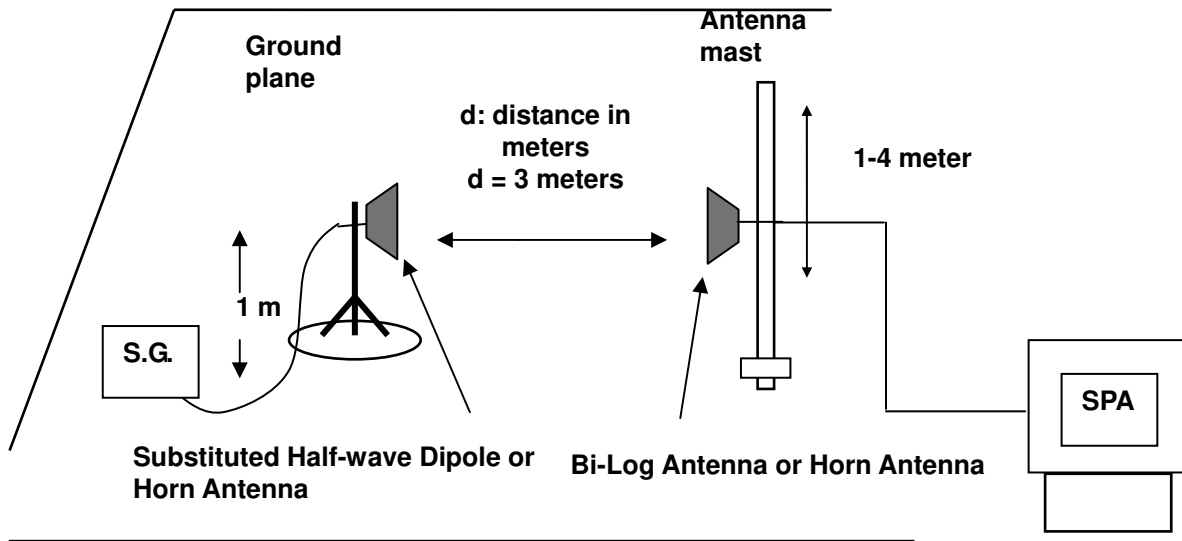 Antenna
mast
Ground
plane
d: distance in
meters
d = 3 meters
1-4 meter
1 m
S.G.
SPA
Substituted Half-wave Dipole or
Horn Antenna
Bi-Log Antenna or Horn Antenna